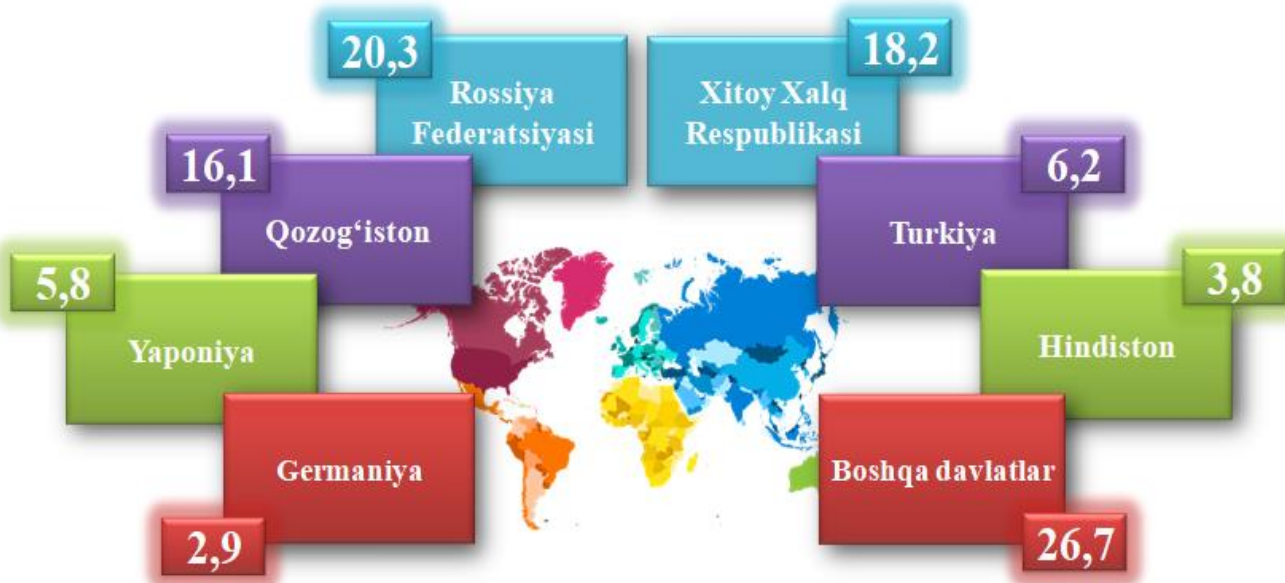 20,3
Rossiya
Federatsiyasi
18,2
Xitoy Xalq
Respublikasi
16,1
Qozog‘iston
6,2
Turkiya
5,8
Yaponiya
3,8
Hindiston
Germaniya
2,9
Boshqa davlatlar
26,7